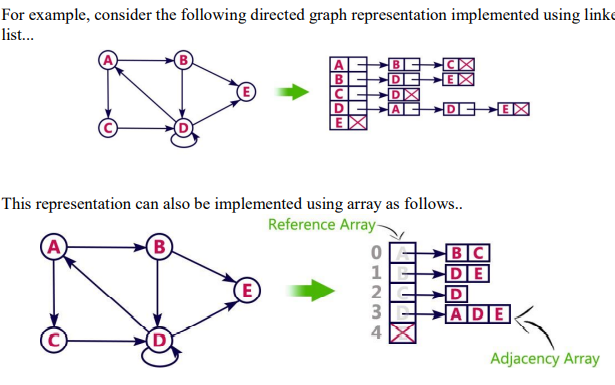 For example, consider the following directed graph representation implemented using linke
list...
A B C D E
A B C
B D E
C D
D A D E
E
This representation can also be implemented using array as follows..
Reference Array
A B C D E
0 A B C
1 B D E
2 C D
3 D A D E
4
Adjacency Array